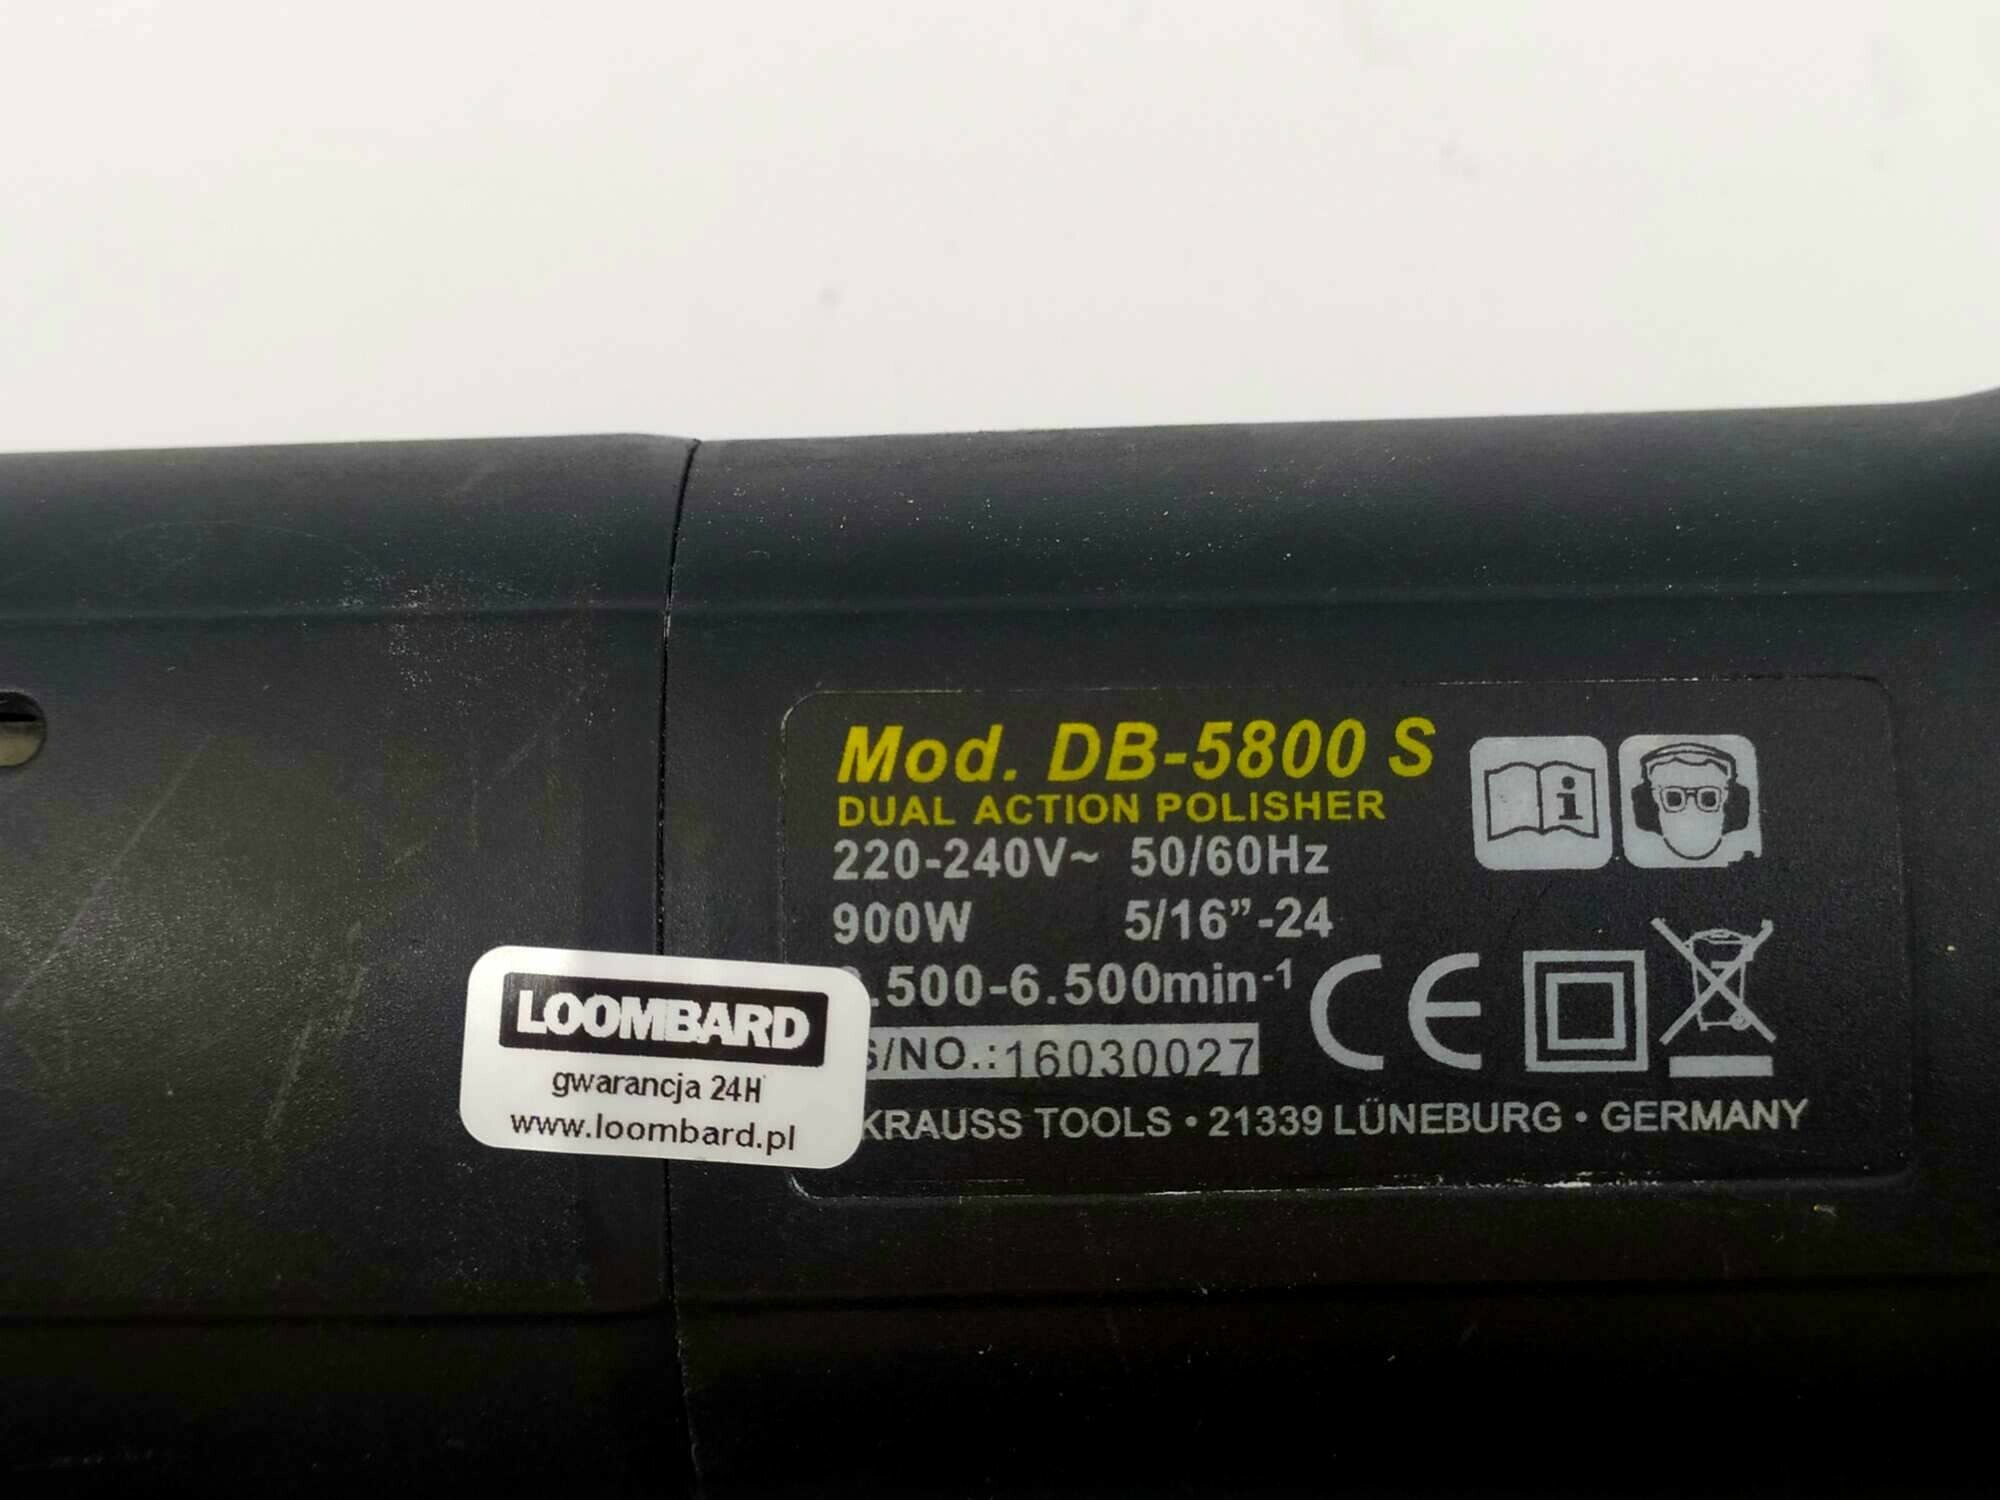 Mod. DB-5800 S
DUAL ACTION POLISHER
220-240V~ 50/60Hz
900W 5/16”-24
.500-6.500min-1
S/NO.:16030027
KRAUSS TOOLS • 21339 LÜNEBURG • GERMANY
LOOMBARD
gwarancja 24H
www.loombard.pl
CE